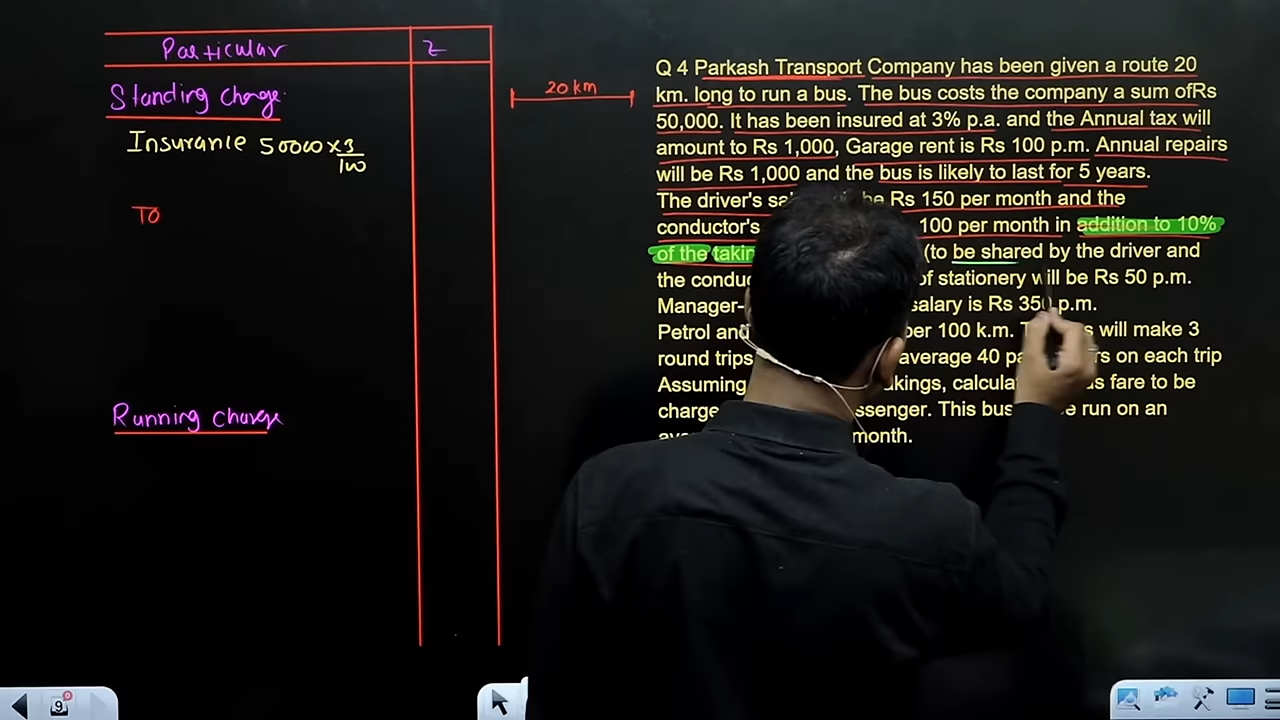 Particular ₹
Standing charge
Insurance 50000 × 3/100
TO
Running charge
20 km
Q 4 Parkash Transport Company has been given a route 20
km. long to run a bus. The bus costs the company a sum ofRs
50,000. It has been insured at 3% p.a. and the Annual tax will
amount to Rs 1,000, Garage rent is Rs 100 p.m. Annual repairs
will be Rs 1,000 and the bus is likely to last for 5 years.
The driver's Rs 150 per month and the
conductor's 100 per month in addition to 10%
of the (to be shared by the driver and
the of stationery will be Rs 50 p.m.
Manager- salary is Rs 350 p.m.
Petrol and per 100 k.m. will make 3
round trips average 40 on each trip
Assuming fare to be
This bus run on an
month.
9
0